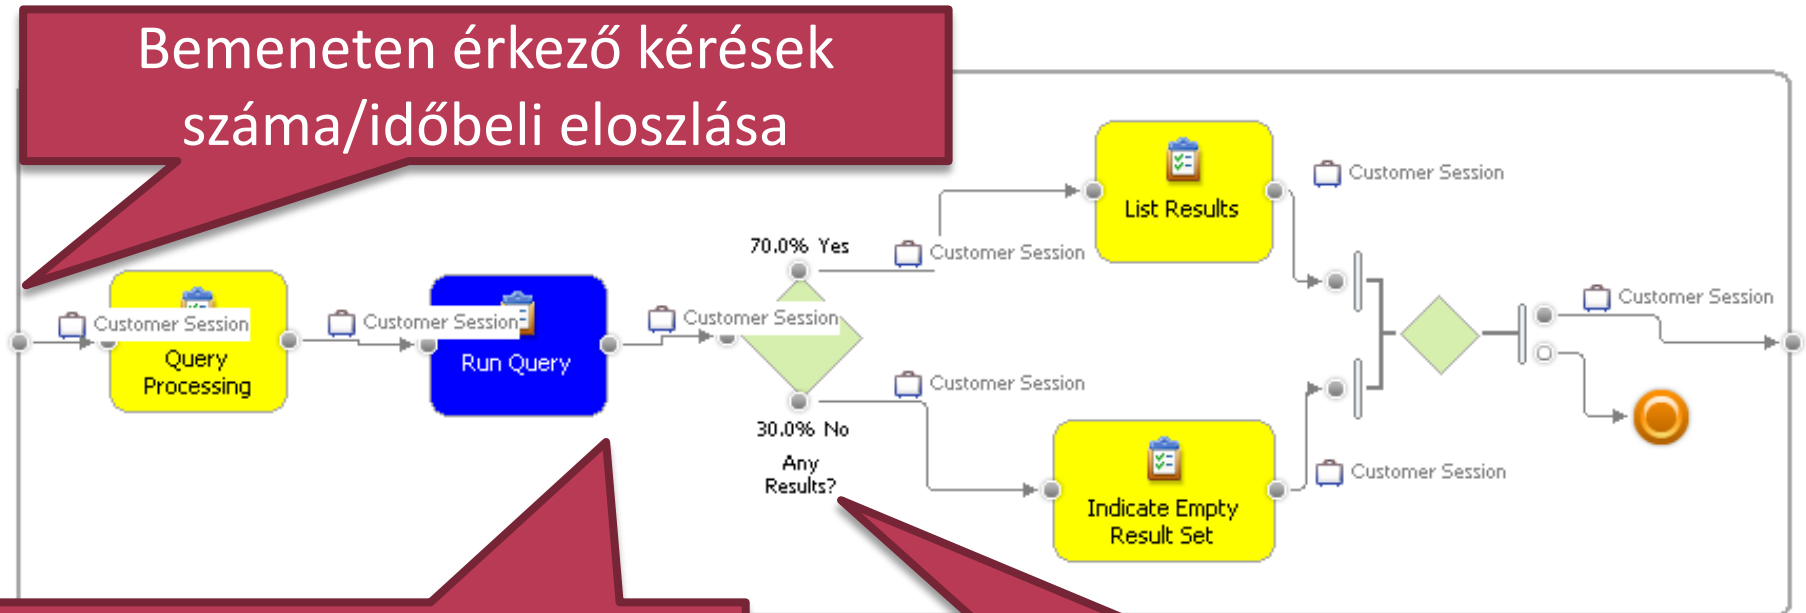 Bemeneten érkező kérések
száma/időbeli eloszlása
Customer Session
List Results
70.0% Yes
Customer Session
Customer Session
Query
Processing
Customer Session
Run Query
Customer Session
Customer Session
30.0% No
Any
Results?
Customer Session
Indicate Empty
Result Set
Customer Session